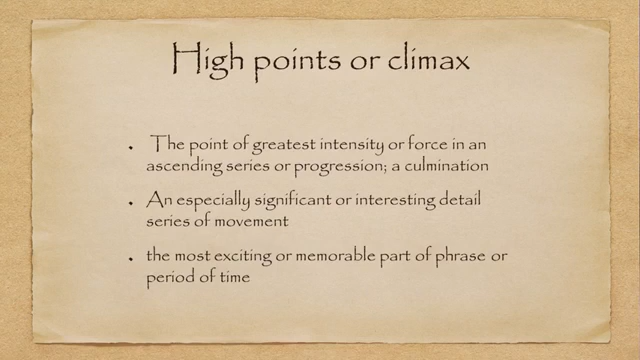 High points or climax
• The point of greatest intensity or force in an
ascending series or progression; a culmination
• An especially significant or interesting detail
series of movement
• the most exciting or memorable part of phrase or
period of time